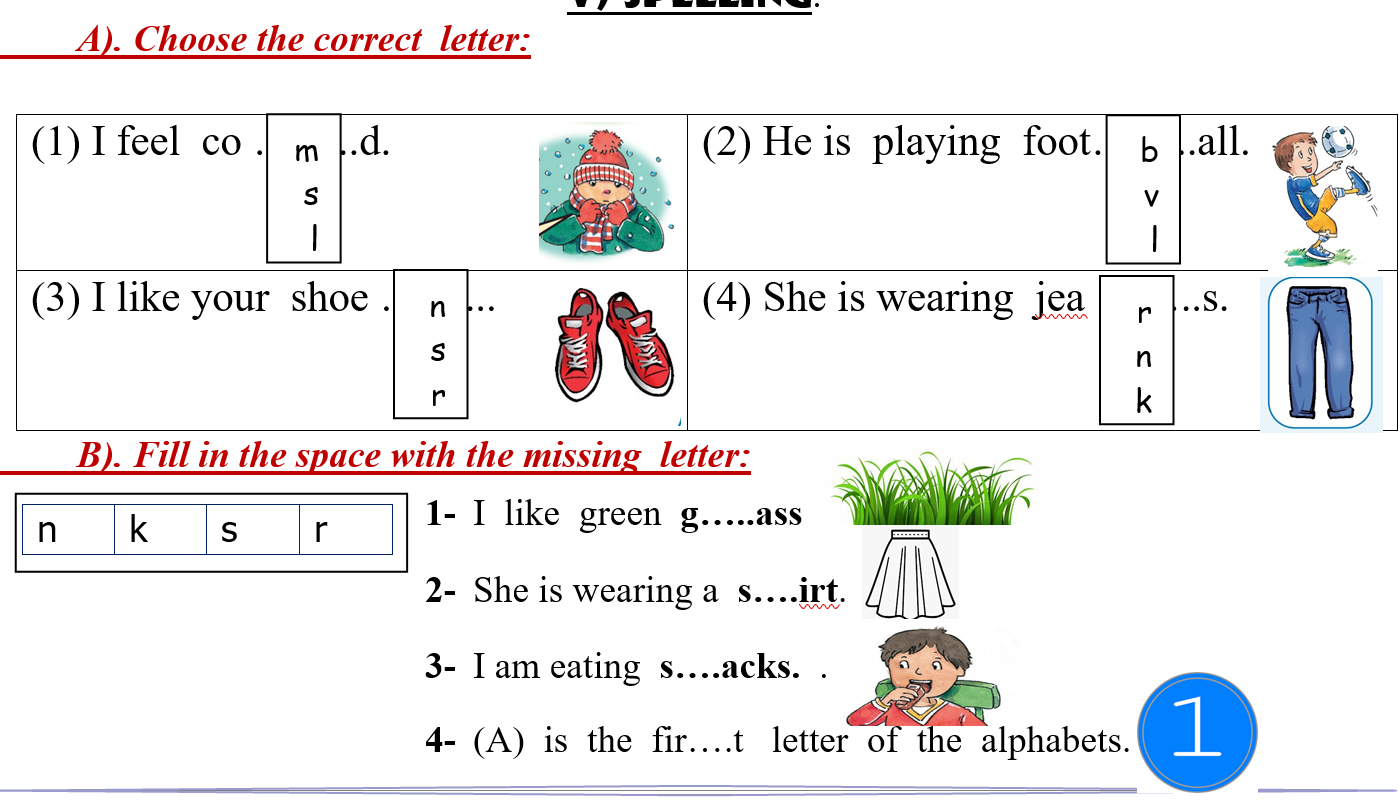 V) SPELLING:
A). Choose the correct letter:
(1) I feel co . m ..d.
s
l
(2) He is playing foot. b ..all.
v
l
(3) I like your shoe . n ...
s
r
(4) She is wearing jea r ...s.
n
k
B). Fill in the space with the missing letter:
n k s r
1- I like green g…..ass
2- She is wearing a s….irt.
3- I am eating s….acks. .
4- (A) is the fir….t letter of the alphabets.
1